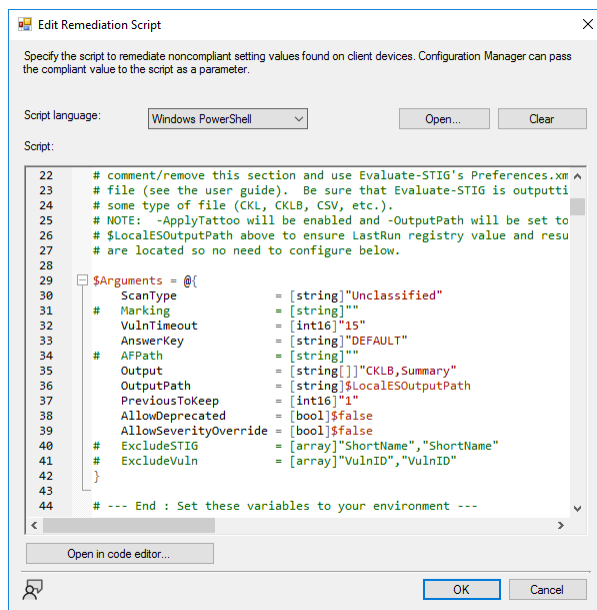 Edit Remediation Script
Specify the script to remediate noncompliant setting values found on client devices. Configuration Manager can pass
the compliant value to the script as a parameter.
Script language:
Windows PowerShell
Open...
Clear
Script:
22 # comment/remove this section and use Evaluate-STIG's Preferences.xm
23 # file (see the user guide).  Be sure that Evaluate-STIG is outputti
24 # some type of file (CKL, CKLB, CSV, etc.).
25 # NOTE:  -ApplyTattoo will be enabled and -OutputPath will be set to
26 # $LocalESOutputPath above to ensure LastRun registry value and resu
27 # are located so no need to configure below.
28
29 $Arguments = @{
30 ScanType = [string]"Unclassified"
31 # Marking = [string]""
32 VulnTimeout = [int16]"15"
33 AnswerKey = [string]"DEFAULT"
34 # AFPath = [string]""
35 Output = [string[]]"CKLB,Summary"
36 OutputPath = [string]$LocalESOutputPath
37 PreviousToKeep = [int16]"1"
38 AllowDeprecated = [bool]$false
39 AllowSeverityOverride = [bool]$false
40 # ExcludeSTIG = [array]"ShortName","ShortName"
41 # ExcludeVuln = [array]"VulnID","VulnID"
42 }
43
44 # --- End : Set these variables to your environment ---
Open in code editor...
OK
Cancel